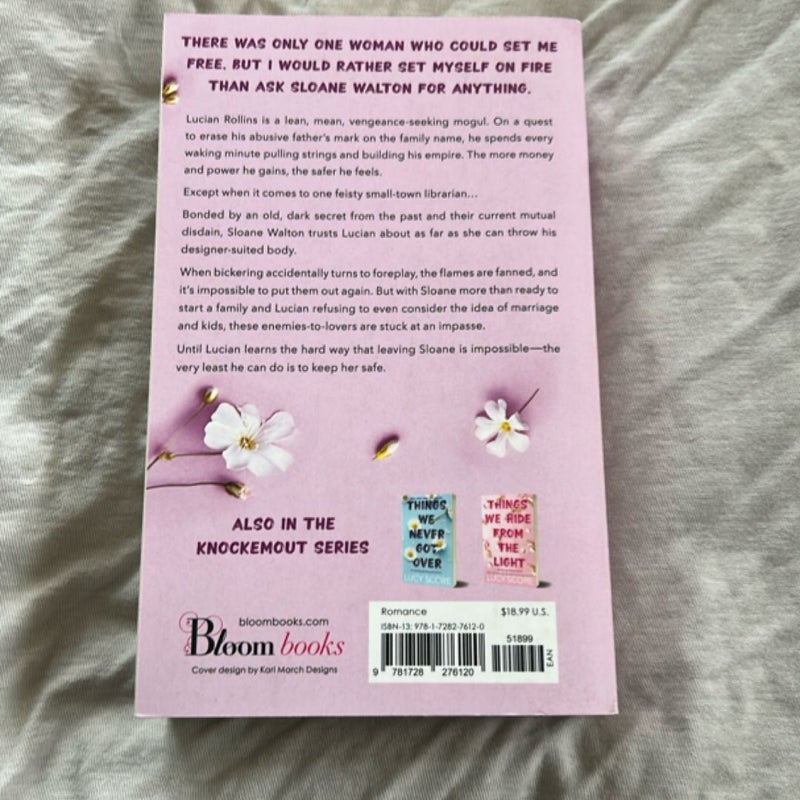 THERE WAS ONLY ONE WOMAN WHO COULD SET ME
FREE. BUT I WOULD RATHER SET MYSELF ON FIRE
THAN ASK SLOANE WALTON FOR ANYTHING.
Lucian Rollins is a lean, mean, vengeance-seeking mogul. On a quest
to erase his abusive father's mark on the family name, he spends every
waking minute pulling strings and building his empire. The more money
and power he gains, the safer he feels.
Except when it comes to one feisty small-town librarian...
Bonded by an old, dark secret from the past and their current mutual
disdain, Sloane Walton trusts Lucian about as far as she can throw his
designer-suited body.
When bickering accidentally turns to foreplay, the flames are fanned, and
it's impossible to put them out again. But with Sloane more than ready to
start a family and Lucian refusing to even consider the idea of marriage
and kids, these enemies-to-lovers are stuck at an impasse.
Until Lucian learns the hard way that leaving Sloane is impossible—the
very least he can do is to keep her safe.
ALSO IN THE
KNOCKEMOUT SERIES
THINGS
WE
NEVER
GOT
OVER
LUCY SCORE
THINGS
WE HIDE
FROM
THE
LIGHT
LUCY SCORE
bloombooks.com
Bloom books
Cover design by Kari March Designs
Romance $18.99 U.S.
ISBN-13: 978-1-7282-7612-0
51899
EAN
9 781728 276120